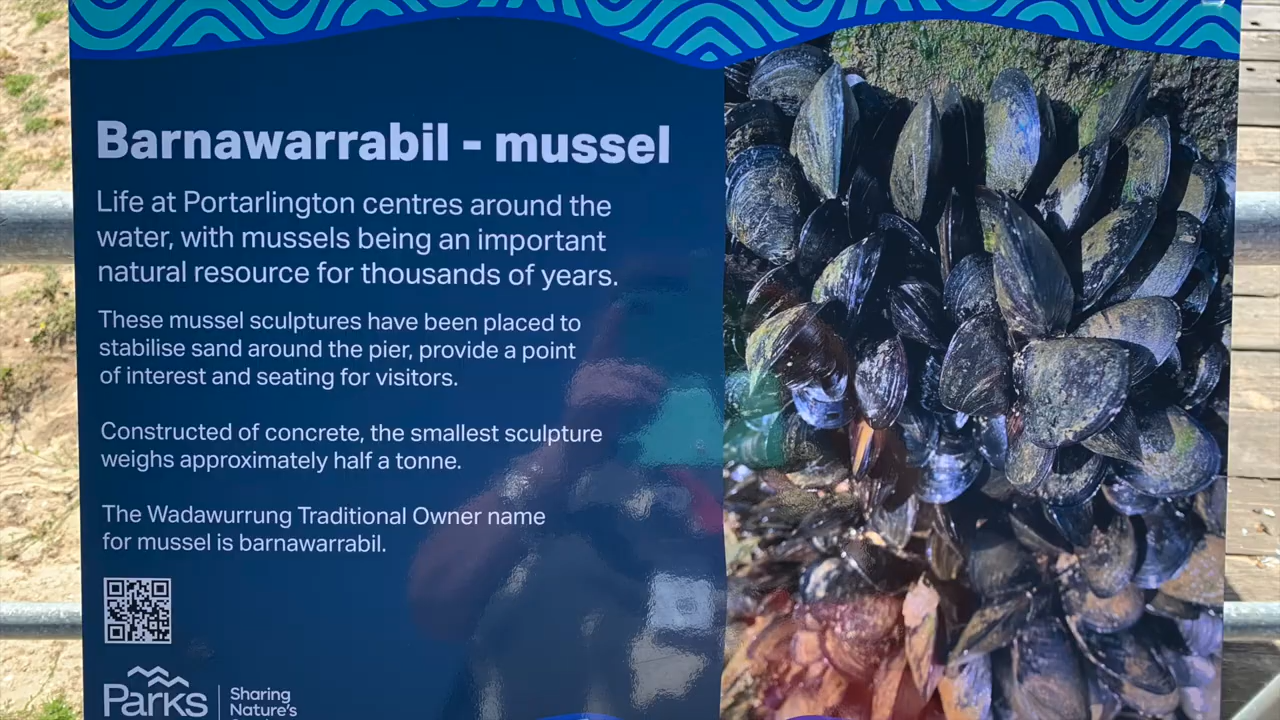 Barnawarrabil - mussel
Life at Portarlington centres around the
water, with mussels being an important
natural resource for thousands of years.
These mussel sculptures have been placed to
stabilise sand around the pier, provide a point
of interest and seating for visitors.
Constructed of concrete, the smallest sculpture
weighs approximately half a tonne.
The Wadawurrung Traditional Owner name
for mussel is barnawarrabil.
Parks
Sharing
Nature's